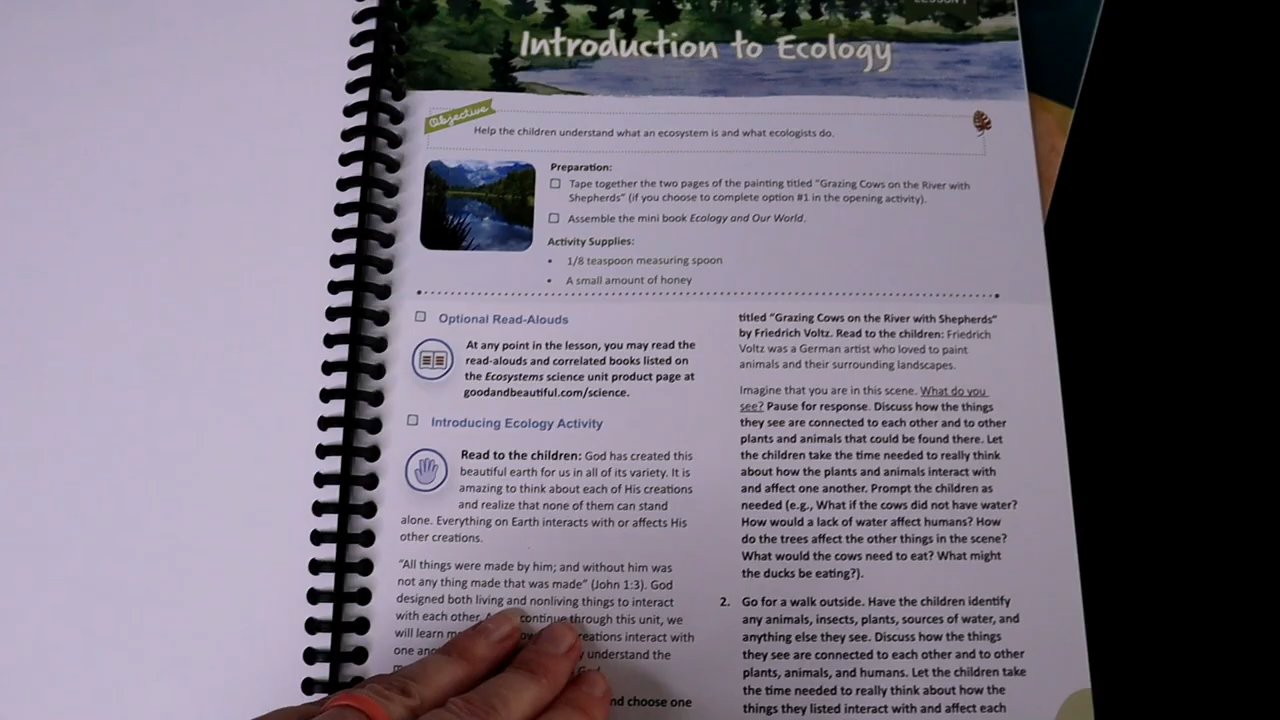 Introduction to Ecology
Objective
Help the children understand what an ecosystem is and what ecologists do.
Preparation:
Tape together the two pages of the painting titled "Grazing Cows on the River with
Shepherds" (if you choose to complete option #1 in the opening activity).
Assemble the mini book Ecology and Our World.
Activity Supplies:
• 1/8 teaspoon measuring spoon
• A small amount of honey
Optional Read-Alouds
At any point in the lesson, you may read the
read-alouds and correlated books listed on
the Ecosystems science unit product page at
goodandbeautiful.com/science.
Introducing Ecology Activity
Read to the children: God has created this
beautiful earth for us in all of its variety. It is
amazing to think about each of His creations
and realize that none of them can stand
alone. Everything on Earth interacts with or affects His
other creations.
"All things were made by him; and without him was
not any thing made that was made" (John 1:3). God
designed both living and nonliving things to interact
with each other. continue through this unit, we
will learn creations interact with
one understand the
God
nd choose one
titled "Grazing Cows on the River with Shepherds"
by Friedrich Voltz. Read to the children: Friedrich
Voltz was a German artist who loved to paint
animals and their surrounding landscapes.
Imagine that you are in this scene. What do you
see? Pause for response. Discuss how the things
they see are connected to each other and to other
plants and animals that could be found there. Let
the children take the time needed to really think
about how the plants and animals interact with
and affect one another. Prompt the children as
needed (e.g., What if the cows did not have water?
How would a lack of water affect humans? How
do the trees affect the other things in the scene?
What would the cows need to eat? What might
the ducks be eating?).
2. Go for a walk outside. Have the children identify
any animals, insects, plants, sources of water, and
anything else they see. Discuss how the things
they see are connected to each other and to other
plants, animals, and humans. Let the children take
the time needed to really think about how the
things they listed interact with and affect each